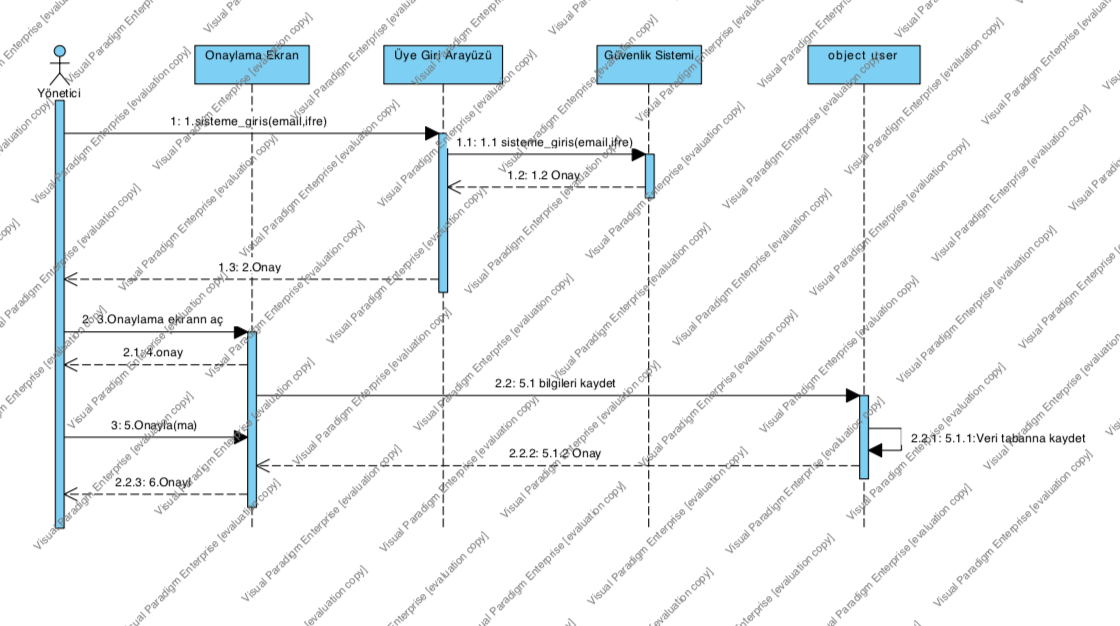 Onaylama Ekran
Üye Giri Arayüzü
Güvenlik Sistemi
object user
Yönetici
1: 1.sisteme_giris(email,ifre)
1.1: 1.1 sisteme_giris(email,ifre)
1.2: 1.2 Onay
1.3: 2.Onay
2: 3.Onaylama ekrann aç
2.1: 4.onay
2.2: 5.1 bilgileri kaydet
3: 5.Onayla(ma)
2.2.1: 5.1.1:Veri tabanna kaydet
2.2.2: 5.1.2 Onay
2.2.3: 6.Onayl
Visual Paradigm Enterprise [evaluation copy]